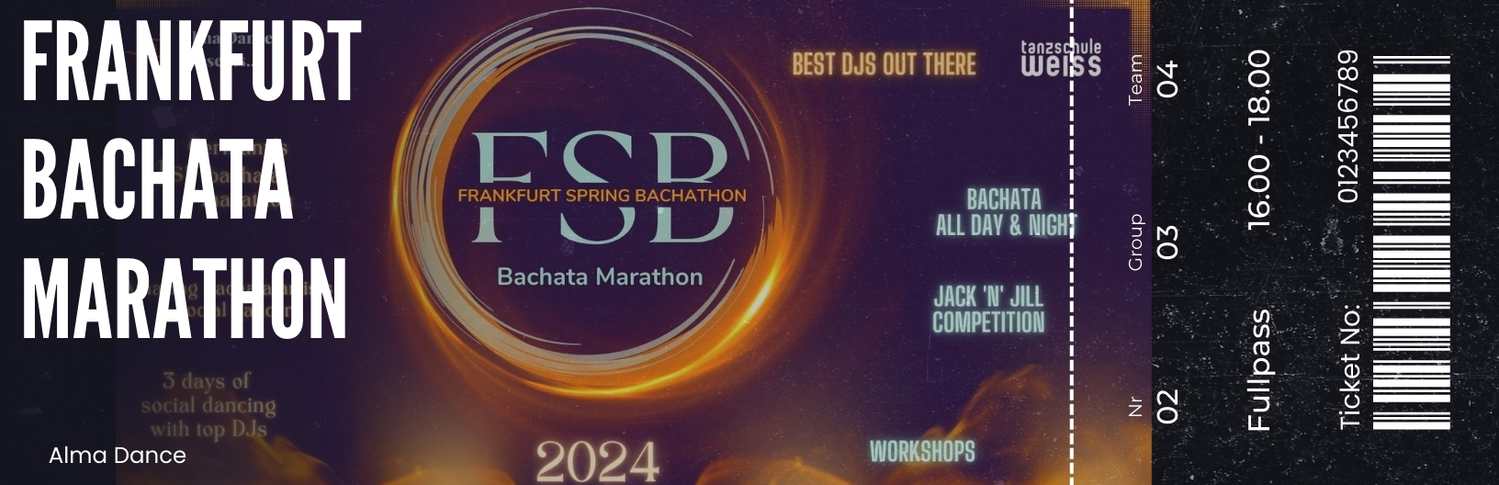 FRANKFURT
BACHATA
MARATHON
3 days of
social dancing
with top DJs
Alma Dance
FSB
FRANKFURT SPRING BACHATHON
Bachata Marathon
2024
BEST DJS OUT THERE
tanzschule
weiss
BACHATA
ALL DAY & NIGHT
JACK 'N' JILL
COMPETITION
WORKSHOPS
Nr Group Team
02 03 04
Fullpass 16.00 - 18.00
Ticket No: 0123456789